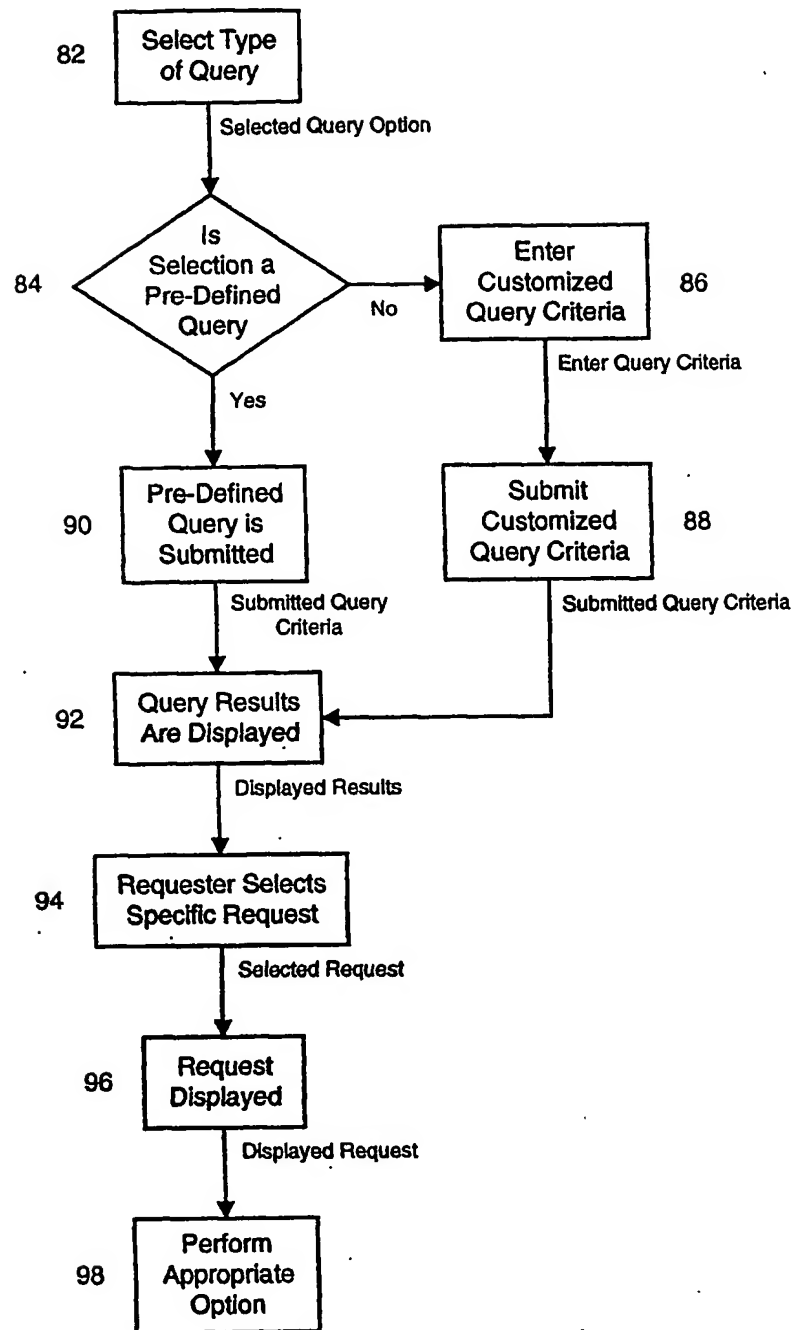 82
Select Type
of Query
Selected Query Option
84
Is
Selection a
Pre-Defined
Query
No
Enter
Customized
Query Criteria
86
Enter Query Criteria
Yes
90
Pre-Defined
Query is
Submitted
Submit
Customized
Query Criteria
88
Submitted Query
Criteria
Submitted Query Criteria
92
Query Results
Are Displayed
Displayed Results
94
Requester Selects
Specific Request
Selected Request
96
Request
Displayed
Displayed Request
98
Perform
Appropriate
Option